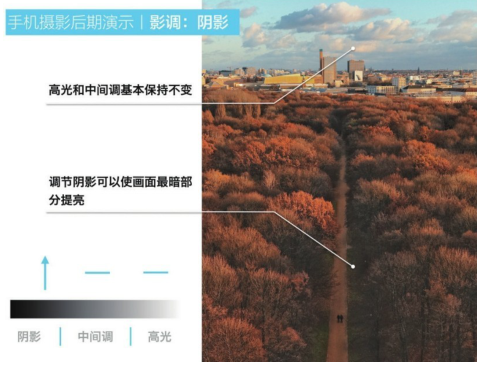 手机摄影后期演示|影调：阴影
高光和中间调基本保持不变
调节阴影可以使画面最暗部
分提亮
阴影 | 中间调 | 高光